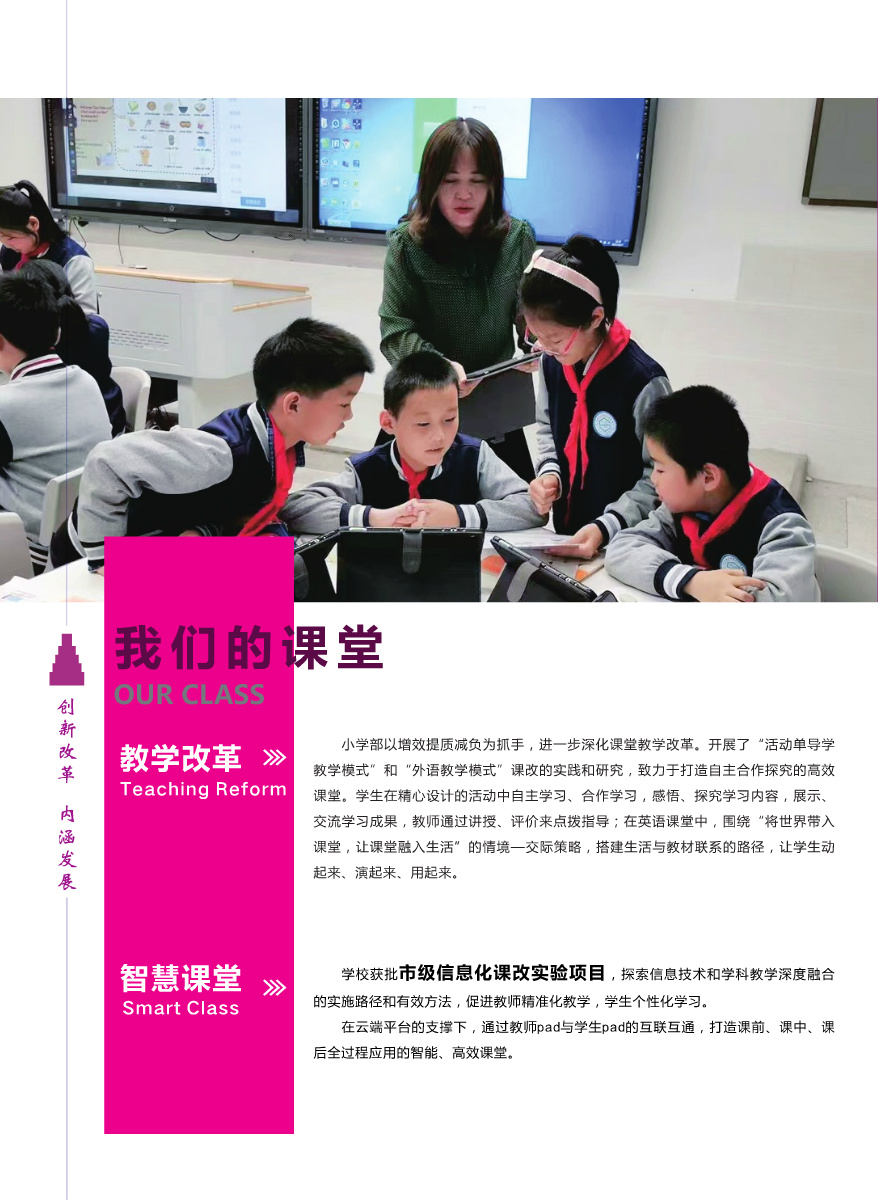 我们的课堂
OUR CLASS
创新改革 内涵发展
教学改革
Teaching Reform
小学部以增效提质减负为抓手，进一步深化课堂教学改革。开展了“活动单导学
教学模式”和“外语教学模式”课改的实践和研究，致力于打造自主合作探究的高效
课堂。学生在精心设计的活动中自主学习、合作学习，感悟、探究学习内容，展示、
交流学习成果，教师通过讲授、评价来点拨指导；在英语课堂中，围绕“将世界带入
课堂，让课堂融入生活”的情境—交际策略，搭建生活与教材联系的路径，让学生动
起来、演起来、用起来。
智慧课堂
Smart Class
学校获批市级信息化课改实验项目，探索信息技术和学科教学深度融合
的实施路径和有效方法，促进教师精准化教学，学生个性化学习。
在云端平台的支撑下，通过教师pad与学生pad的互联互通，打造课前、课中、课
后全过程应用的智能、高效课堂。